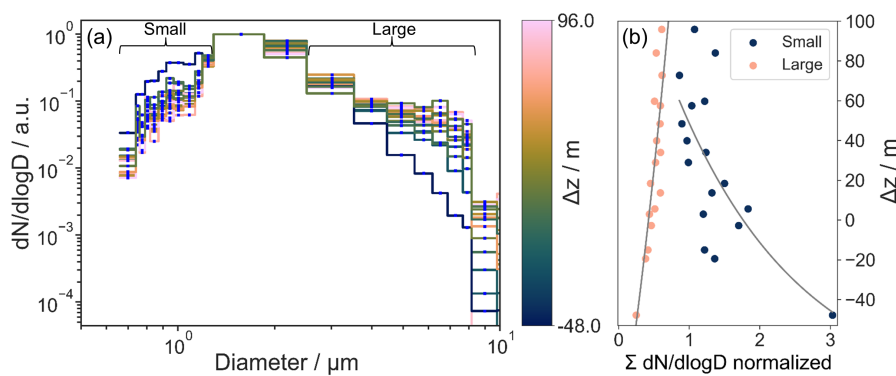 (a)
Small
Large
10⁰
10⁻¹
10⁻²
10⁻³
10⁻⁴
dN/dlogD / a.u.
10⁰
10¹
Diameter / µm
96.0
Δz / m
-48.0
(b)
Small
Large
100
80
60
40
20
0
−20
−40
Δz / m
0
1
2
3
Σ dN/dlogD normalized